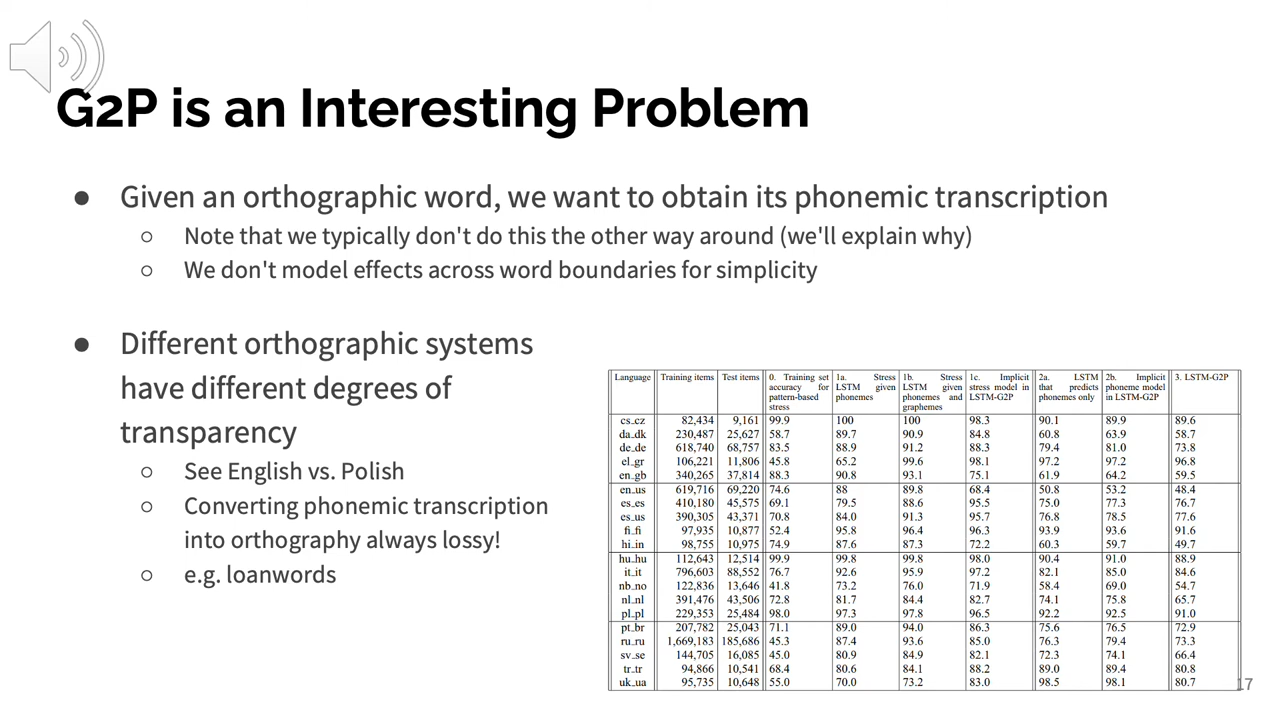 G2P is an Interesting Problem
● Given an orthographic word, we want to obtain its phonemic transcription
○ Note that we typically don't do this the other way around (we'll explain why)
○ We don't model effects across word boundaries for simplicity
● Different orthographic systems
have different degrees of
transparency
○ See English vs. Polish
○ Converting phonemic transcription
into orthography always lossy!
○ e.g. loanwords
Language | Training items | Test items | 0. Training set accuracy for pattern-based stress | 1a. Stress LSTM given phonemes | 1b. Stress LSTM given phonemes and graphemes | 1c. Implicit stress model in LSTM-G2P | 2a. LSTM that predicts phonemes only | 2b. Implicit phoneme model in LSTM-G2P | 3. LSTM-G2P
cs_cz 82,434 9,161 99.9 100 100 98.3 90.1 89.9 89.6
da_dk 230,487 25,627 58.7 89.7 90.9 84.8 60.8 63.9 58.7
de_de 618,740 68,757 83.5 88.9 91.2 88.3 79.4 81.0 73.8
el_gr 106,221 11,806 45.8 65.2 99.6 98.1 97.2 97.2 96.8
en_gb 340,265 37,814 88.3 90.8 93.1 75.1 61.9 64.2 59.5
en_us 619,716 69,220 74.6 88 89.8 68.4 50.8 53.2 48.4
es_es 410,180 45,575 69.1 79.5 88.6 95.5 75.0 77.3 76.7
es_us 390,305 43,371 70.8 84.0 91.3 95.7 76.8 78.5 77.6
fi_fi 97,935 10,877 52.4 95.8 96.4 96.3 93.9 93.6 91.6
hi_in 98,755 10,975 74.9 87.6 87.3 72.2 60.3 59.7 49.7
hu_hu 112,643 12,514 99.9 99.8 99.8 98.0 90.4 91.0 88.9
it_it 796,603 88,552 76.7 92.6 95.9 97.2 82.1 85.0 84.6
nb_no 122,836 13,646 41.8 73.2 76.0 71.9 58.4 69.0 54.7
nl_nl 391,476 43,506 72.8 81.7 84.4 82.7 74.1 75.8 65.7
pl_pl 229,353 25,484 98.0 97.3 97.8 96.5 92.2 92.5 91.0
pt_br 207,782 25,043 71.1 89.0 94.0 86.3 75.6 76.5 72.9
ru_ru 1,669,183 185,686 45.3 87.4 93.6 85.0 76.3 79.4 73.3
sv_se 144,705 16,085 45.0 80.9 84.9 82.1 72.3 74.1 66.4
tr_tr 94,866 10,541 68.4 80.6 84.1 88.2 89.0 89.4 80.8
uk_ua 95,735 10,648 55.0 70.0 73.2 83.0 98.5 98.1 80.7
17